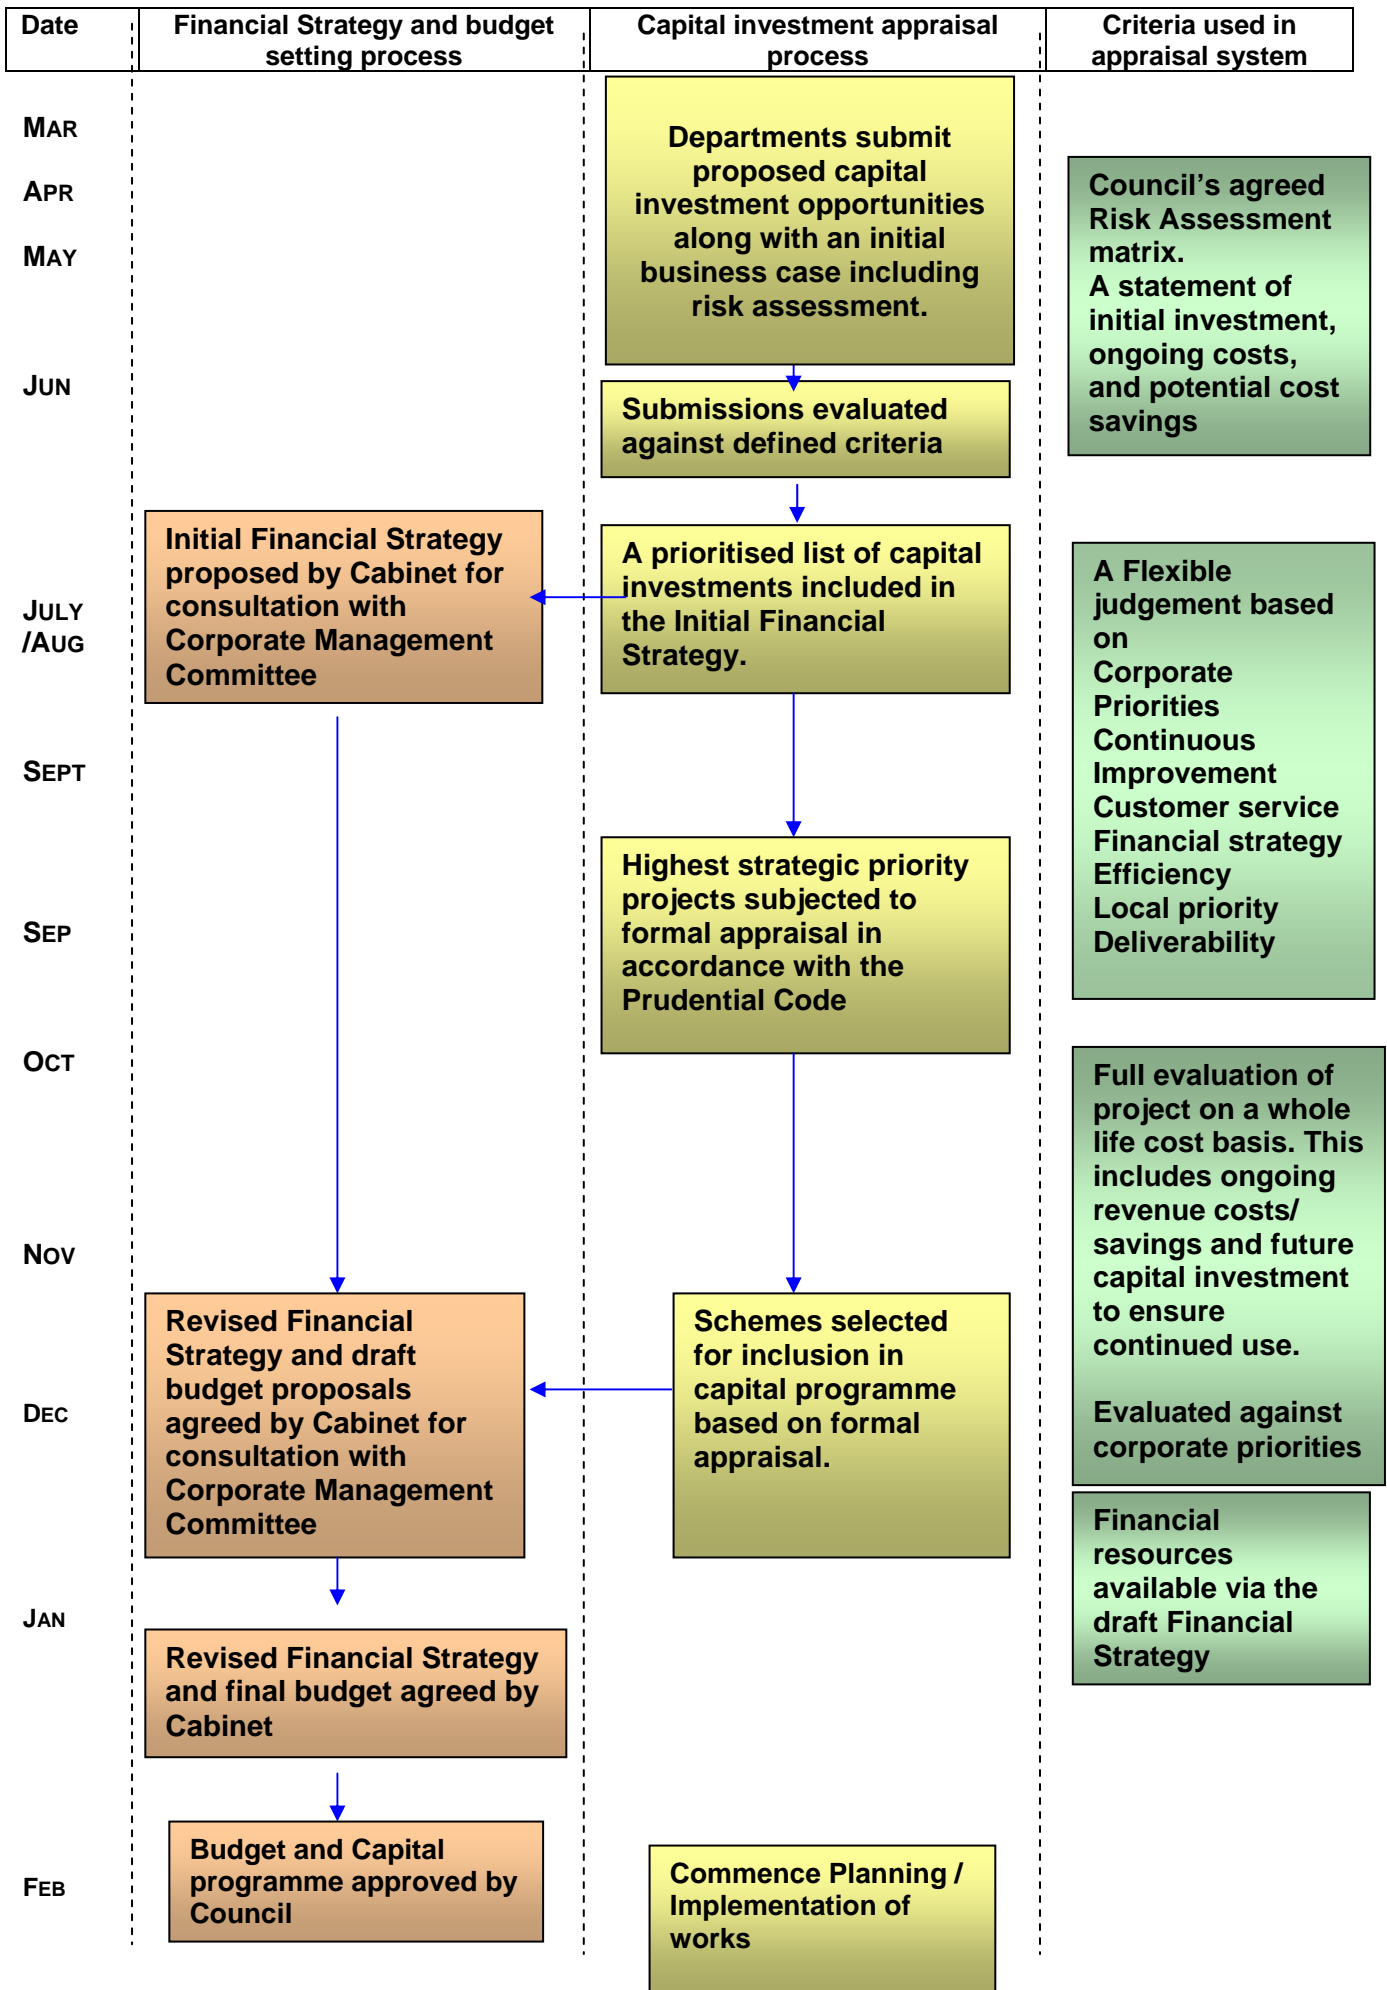 Date
Financial Strategy and budget
setting process
Capital investment appraisal
process
Criteria used in
appraisal system
MAR
APR
MAY
JUN
JULY
/AUG
SEPT
SEP
OCT
NOV
DEC
JAN
FEB
Departments submit
proposed capital
investment opportunities
along with an initial
business case including
risk assessment.
Council’s agreed
Risk Assessment
matrix.
A statement of
initial investment,
ongoing costs,
and potential cost
savings
Submissions evaluated
against defined criteria
Initial Financial Strategy
proposed by Cabinet for
consultation with
Corporate Management
Committee
A prioritised list of capital
investments included in
the Initial Financial
Strategy.
A Flexible
judgement based
on
Corporate
Priorities
Continuous
Improvement
Customer service
Financial strategy
Efficiency
Local priority
Deliverability
Highest strategic priority
projects subjected to
formal appraisal in
accordance with the
Prudential Code
Full evaluation of
project on a whole
life cost basis. This
includes ongoing
revenue costs/
savings and future
capital investment
to ensure
continued use.
Evaluated against
corporate priorities
Revised Financial
Strategy and draft
budget proposals
agreed by Cabinet for
consultation with
Corporate Management
Committee
Schemes selected
for inclusion in
capital programme
based on formal
appraisal.
Financial
resources
available via the
draft Financial
Strategy
Revised Financial Strategy
and final budget agreed by
Cabinet
Budget and Capital
programme approved by
Council
Commence Planning /
Implementation of
works